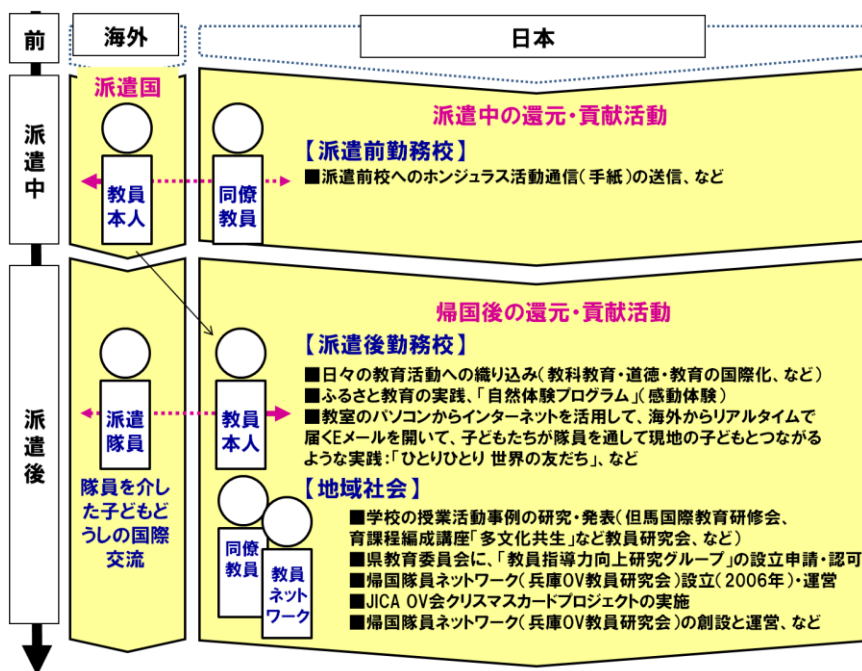 前
海外
日本
派遣中
派遣国
教員
本人
同僚
教員
派遣中の還元・貢献活動
【派遣前勤務校】
■派遣前校へのホンジュラス活動通信(手紙)の送信、など
派遣後
派遣
隊員
隊員を介し
た子どもど
うしの国際
交流
教員
本人
同僚
教員
教員
ネット
ワーク
帰国後の還元・貢献活動
【派遣後勤務校】
■日々の教育活動への織り込み(教科教育・道徳・教育の国際化、など)
■ふるさと教育の実践、「自然体験プログラム」(感動体験)
■教室のパソコンからインターネットを活用して、海外からリアルタイムで
届くEメールを開いて、子どもたちが隊員を通して現地の子どもとつながる
ような実践:「ひとりひとり 世界の友だち」、など
【地域社会】
■学校の授業活動事例の研究・発表(但馬国際教育研修会、
育課程編成講座「多文化共生」など教員研究会、など)
■県教育委員会に、「教員指導力向上研究グループ」の設立申請・認可
■帰国隊員ネットワーク(兵庫OV教員研究会)設立(2006年)・運営
■JICA OV会クリスマスカードプロジェクトの実施
■帰国隊員ネットワーク(兵庫OV教員研究会)の創設と運営、など